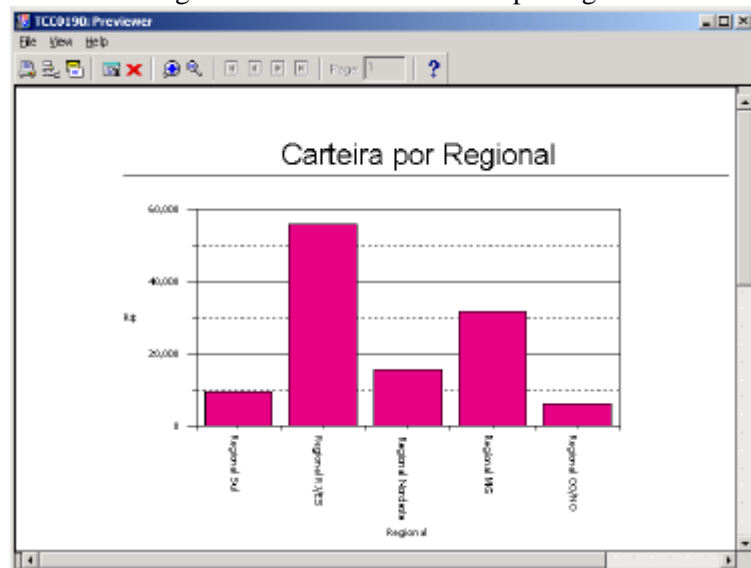 TCC0190: Previewer
File View Help
Page: 1
Carteira por Regional
60,000
40,000
R$
20,000
0
Regional Sul
Regional RJ/ES
Regional Nordeste
Regional MG
Regional CO/NO
Regional